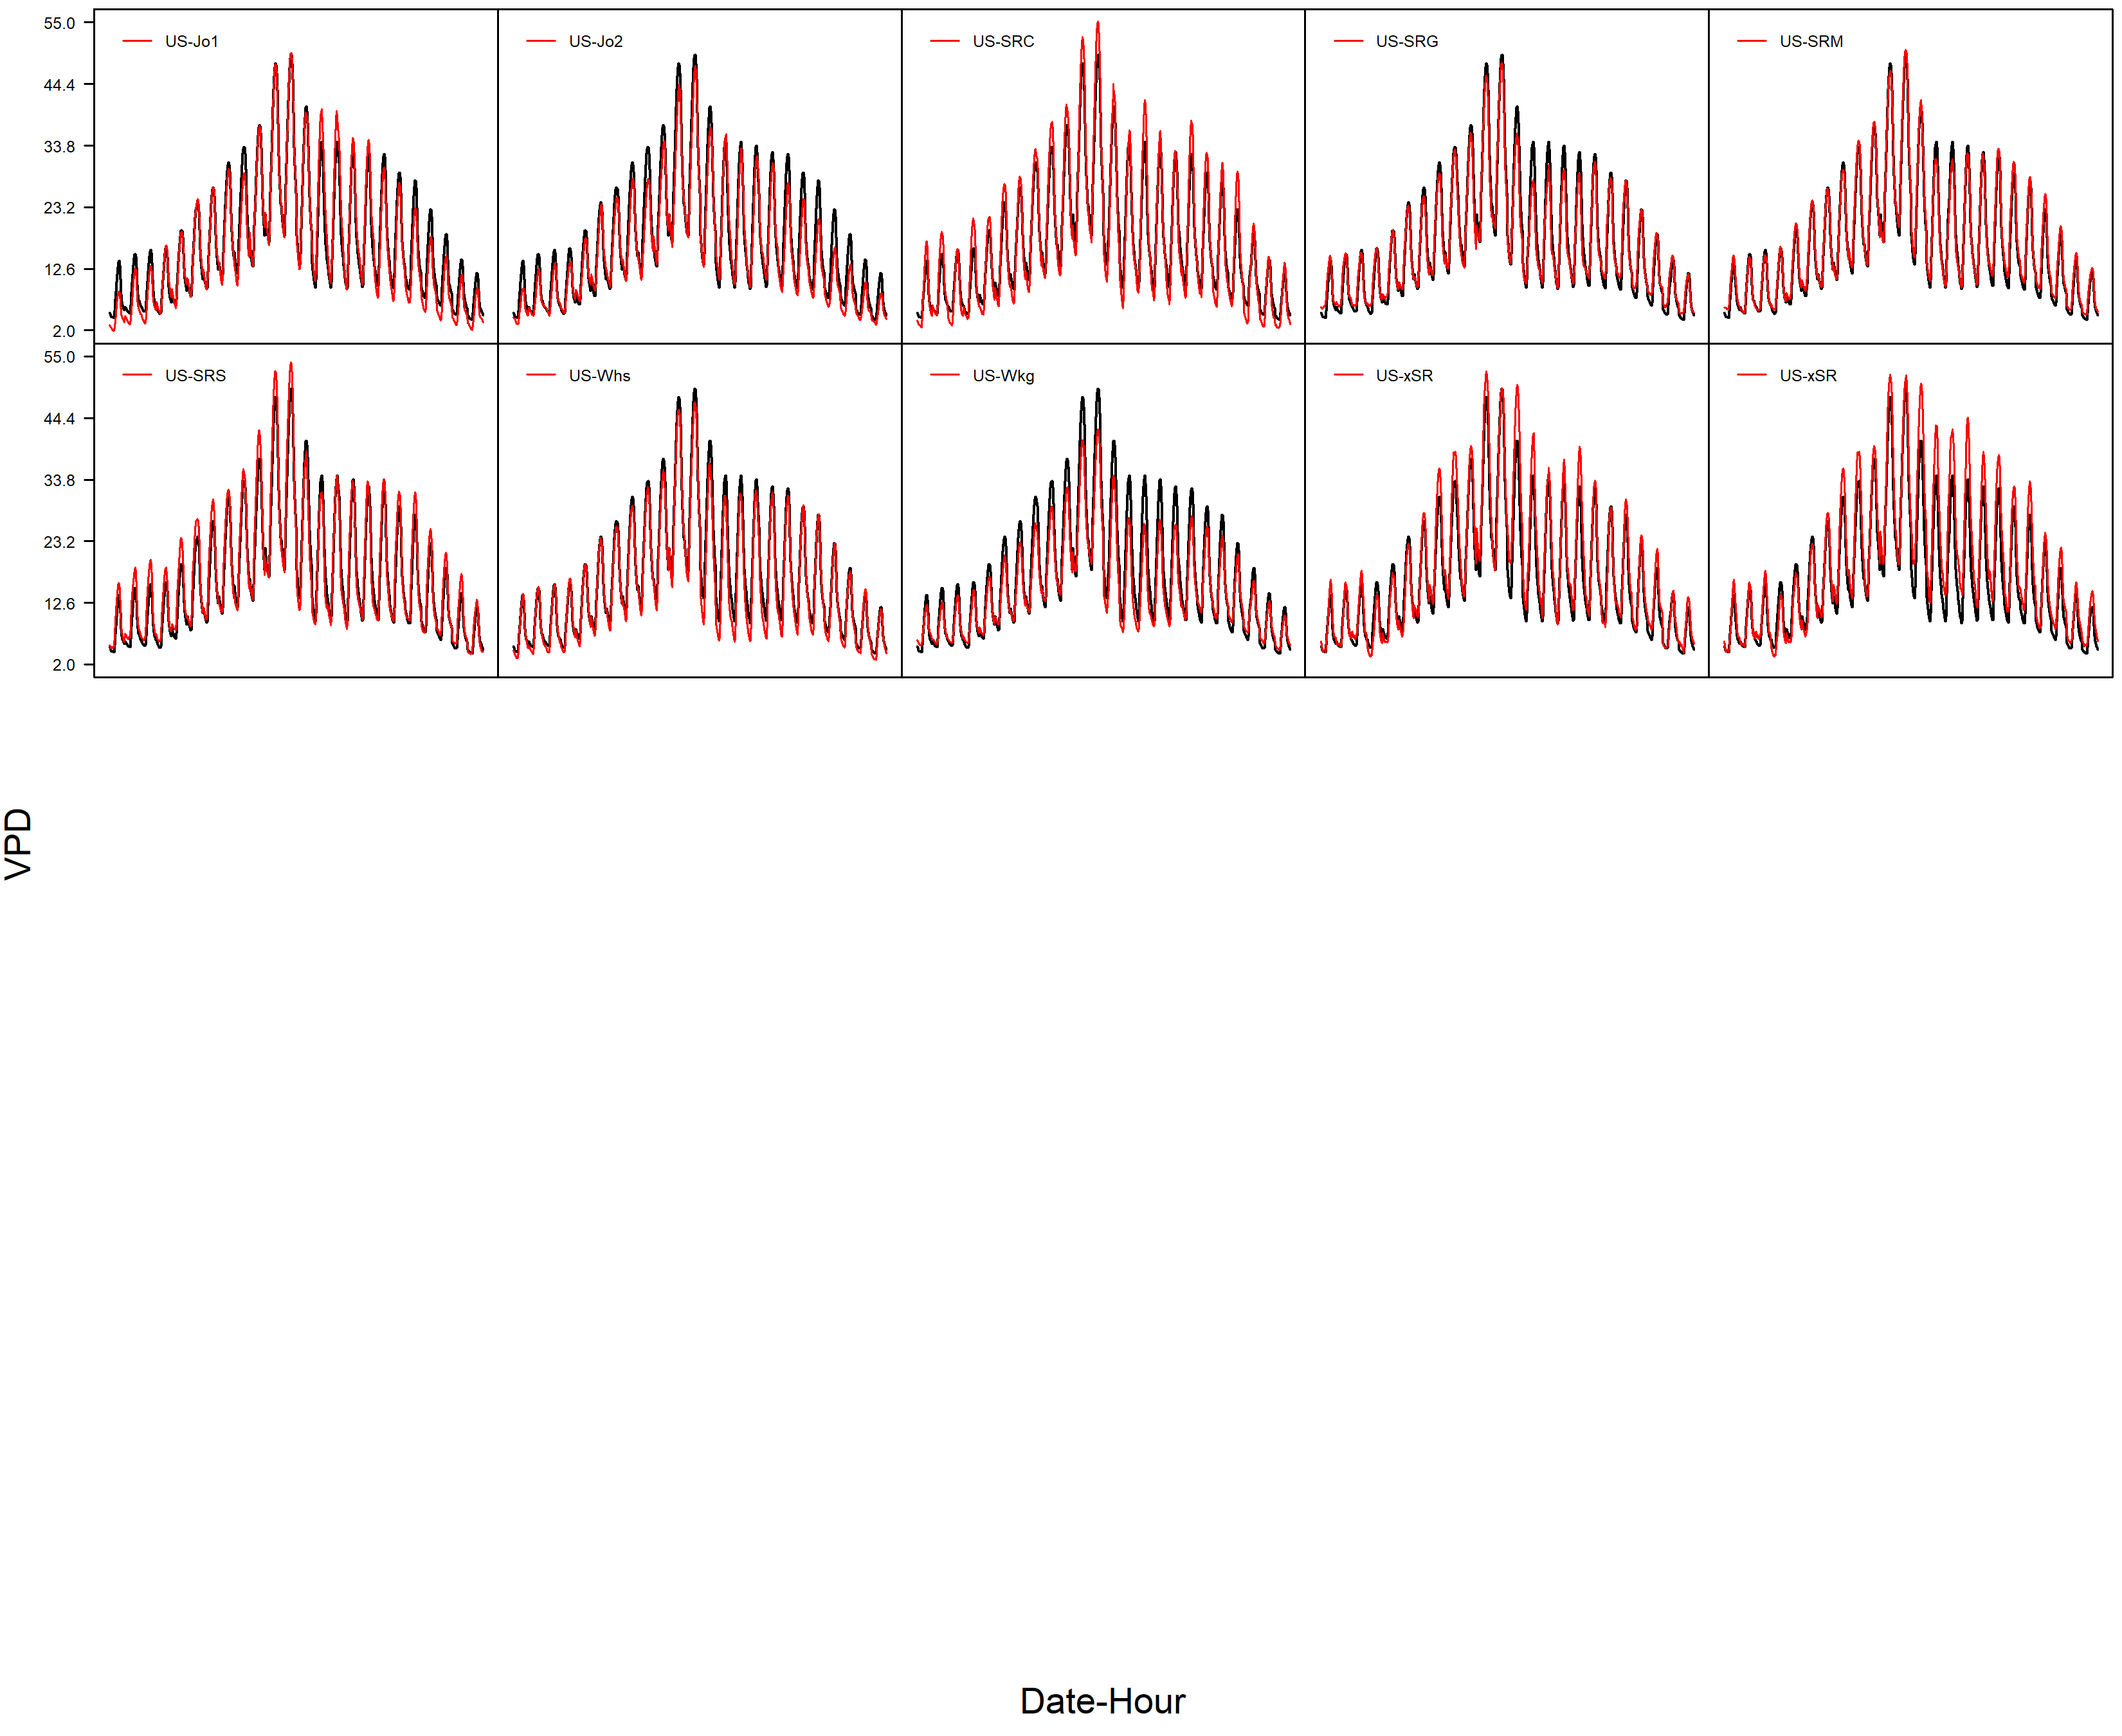 55.0
44.4
33.8
23.2
12.6
2.0
US-Jo1
US-Jo2
US-SRC
US-SRG
US-SRM
55.0
44.4
33.8
23.2
12.6
2.0
US-SRS
US-Whs
US-Wkg
US-xSR
US-xSR
VPD
Date-Hour